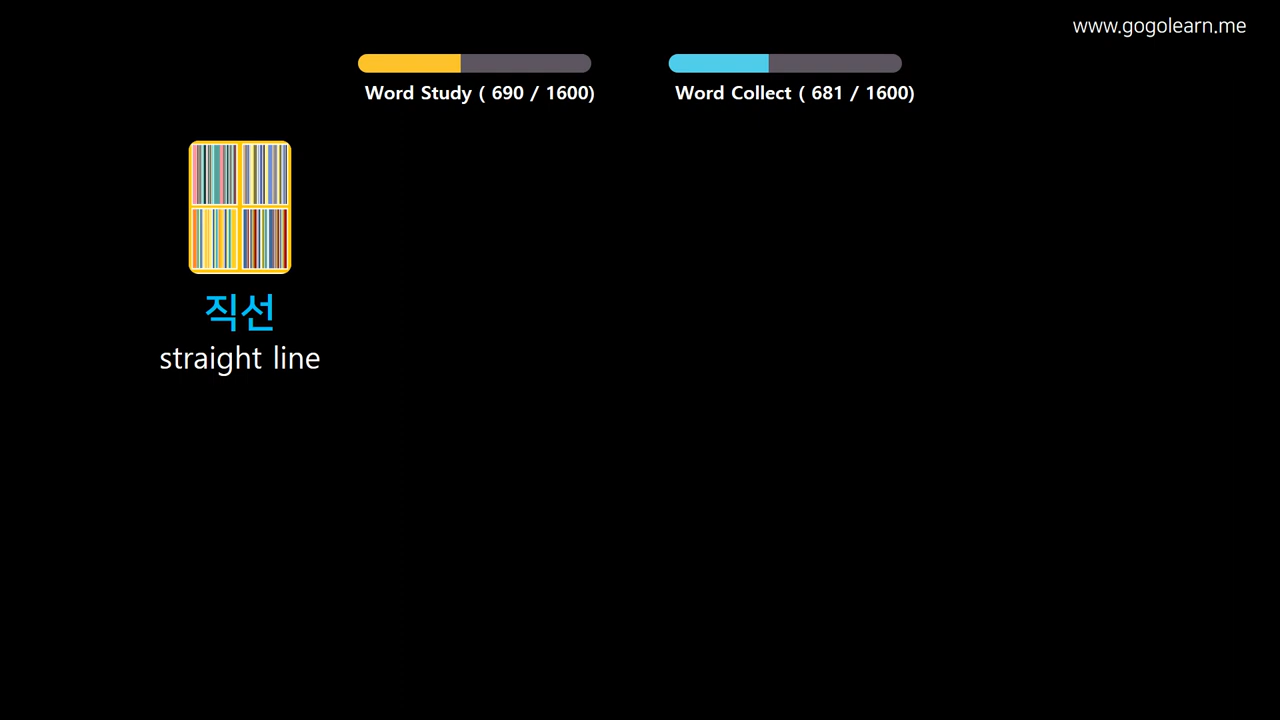 www.gogolearn.me
Word Study ( 690 / 1600)
Word Collect ( 681 / 1600)
직선
straight line